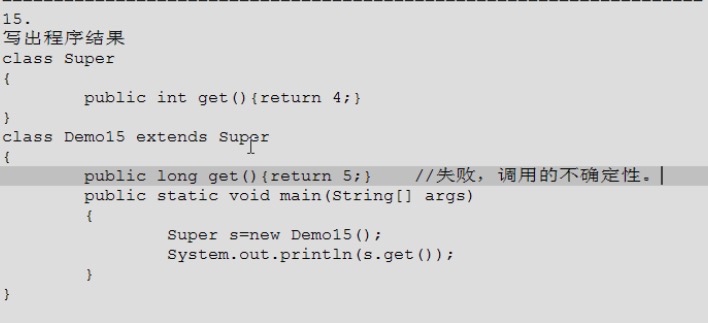 15.
写出程序结果
class Super
{
public int get(){return 4;}
}
class Demo15 extends Super
{
public long get(){return 5;} //失败，调用的不确定性。
public static void main(String[] args)
{
Super s=new Demo15();
System.out.println(s.get());
}
}